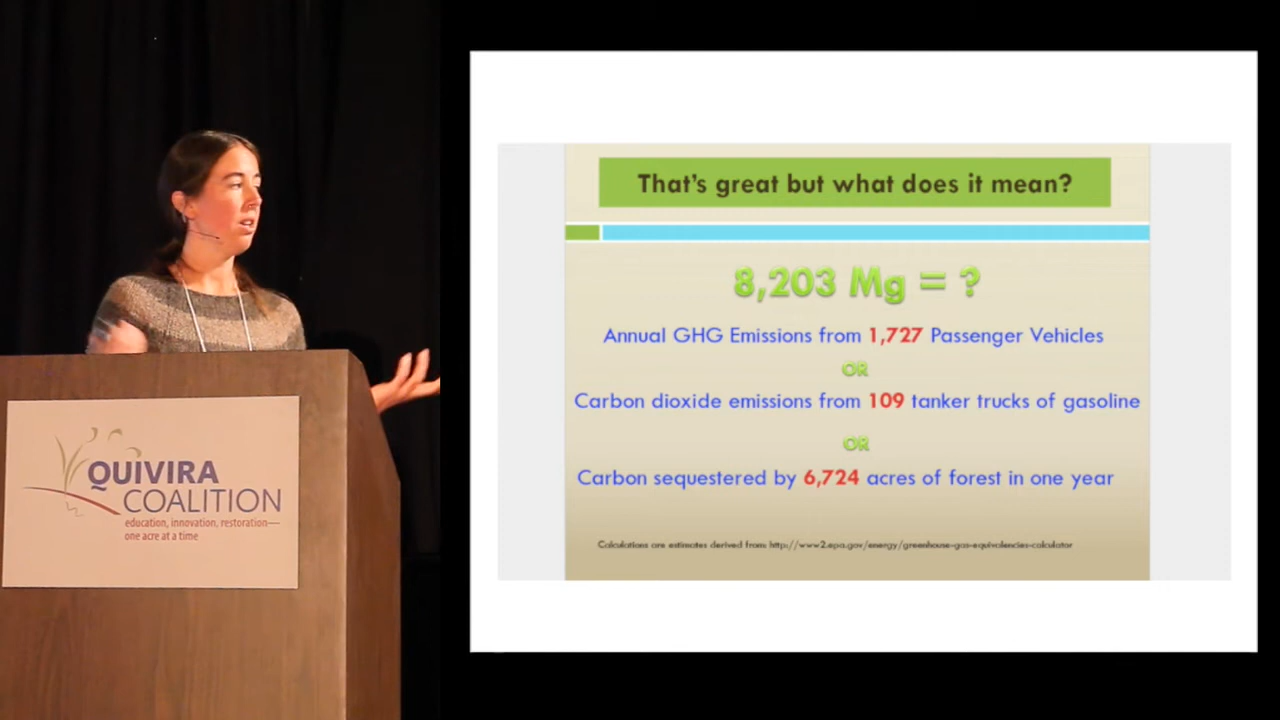 QUIVIRA
COALITION
education, innovation, restoration—
one acre at a time
That's great but what does it mean?
8,203 Mg = ?
Annual GHG Emissions from 1,727 Passenger Vehicles
OR
Carbon dioxide emissions from 109 tanker trucks of gasoline
OR
Carbon sequestered by 6,724 acres of forest in one year
Calculations are estimates derived from: http://www2.epa.gov/energy/greenhouse-gas-equivalencies-calculator